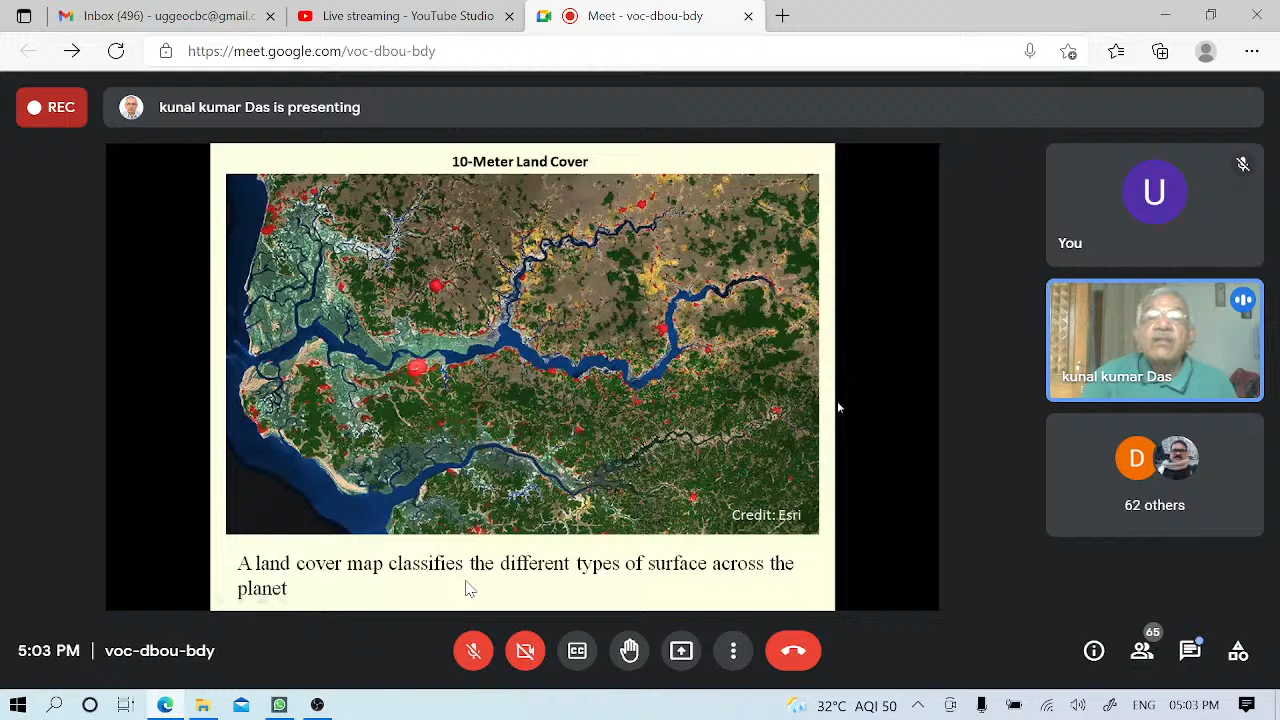 Inbox (496) - uggeocbc@gmail.c
Live streaming - YouTube Studio
Meet - voc-dbou-bdy
https://meet.google.com/voc-dbou-bdy
REC
kunal kumar Das is presenting
10-Meter Land Cover
Credit: Esri
A land cover map classifies the different types of surface across the
planet
U
You
kunal kumar Das
D
62 others
5:03 PM | voc-dbou-bdy
CC
65
32°C AQI 50
ENG
05:03 PM